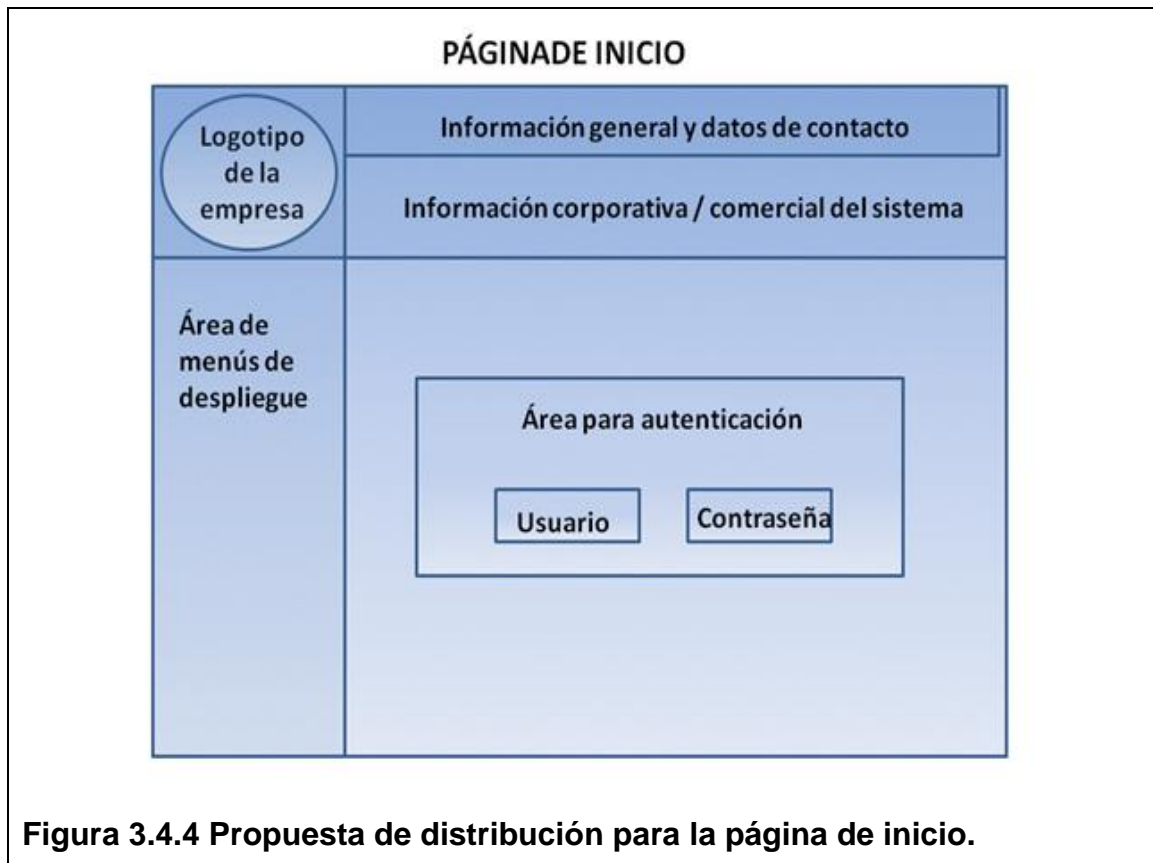 PÁGINADE INICIO
Logotipo
de la
empresa
Información general y datos de contacto
Información corporativa / comercial del sistema
Área de
menús de
despliegue
Área para autenticación
Usuario
Contraseña
Figura 3.4.4 Propuesta de distribución para la página de inicio.